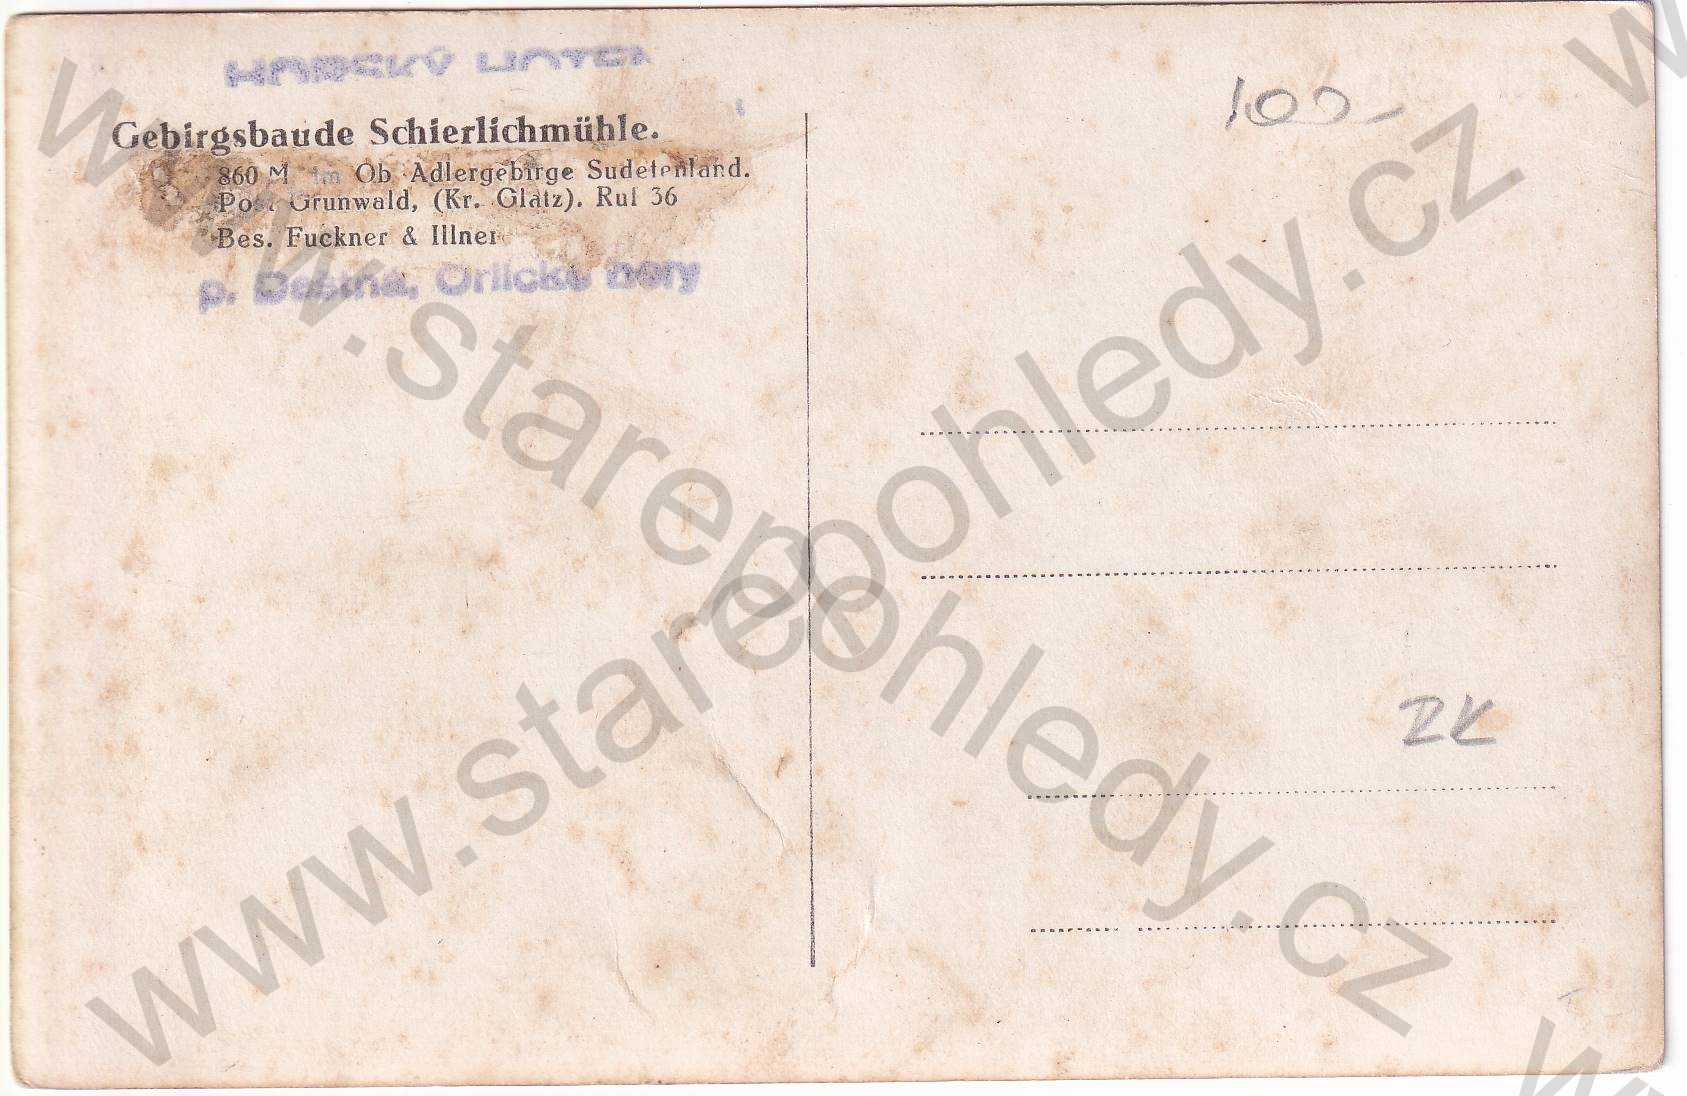 HORSKÝ HOTEL
Gebirgsbaude Schierlichmühle.
860 M im Ob. Adlergebirge Sudetenland.
Post Grunwald, (Kr. Glatz). Ruf 36
Bes. Fuckner & Illner
p. Deštná, Orlické hory
100,-
www.starepohledy.cz
www.starepohledy.cz